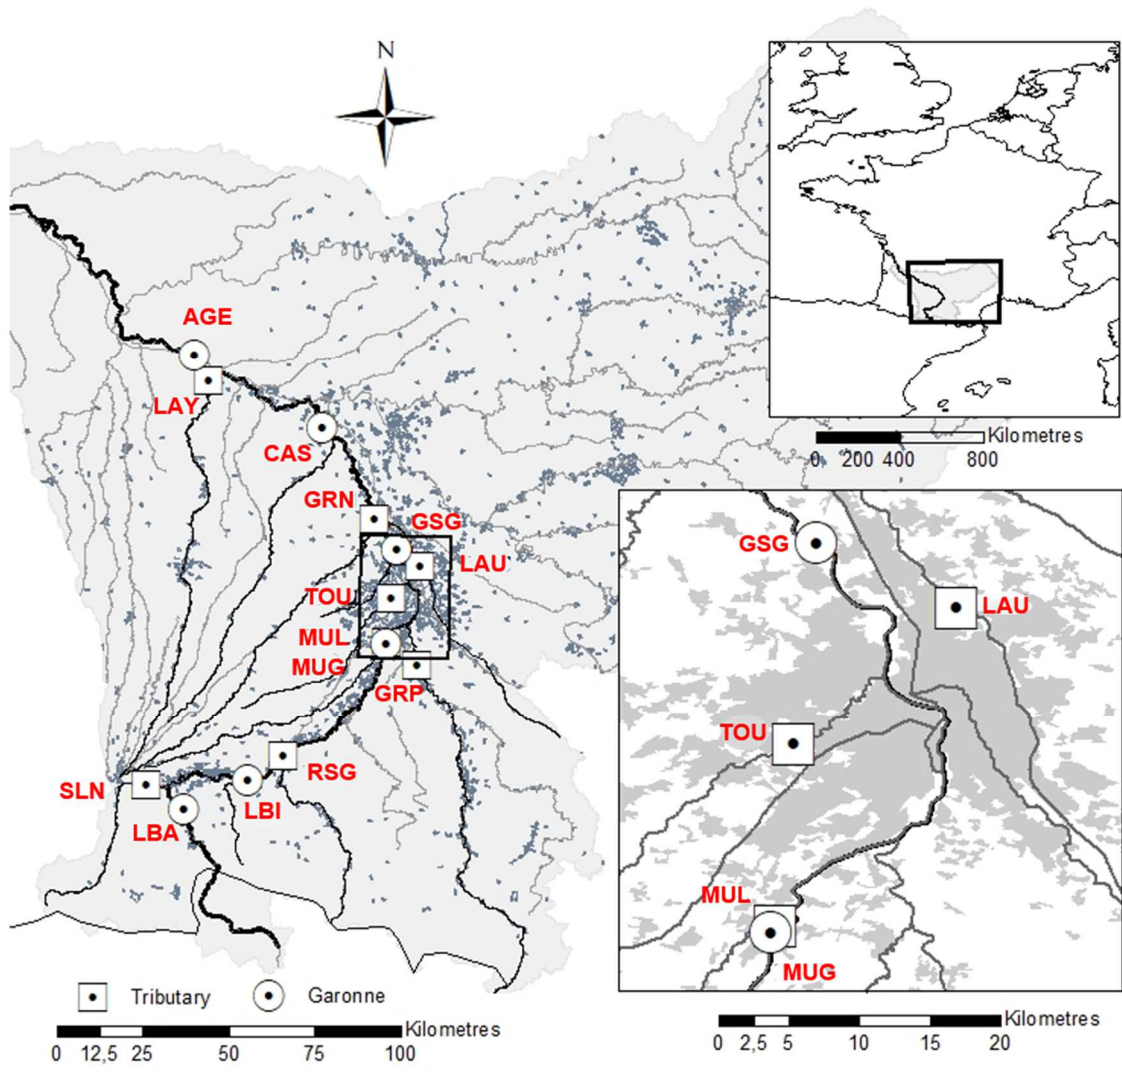 N
AGE
LAY
CAS
GRN
GSG
LAU
TOU
MUL
MUG
GRP
SLN
RSG
LBI
LBA
Tributary
Garonne
Kilometres
0 12,5 25 50 75 100
Kilometres
0 200 400 800
GSG
LAU
TOU
MUL
MUG
Kilometres
0 2,5 5 10 15 20